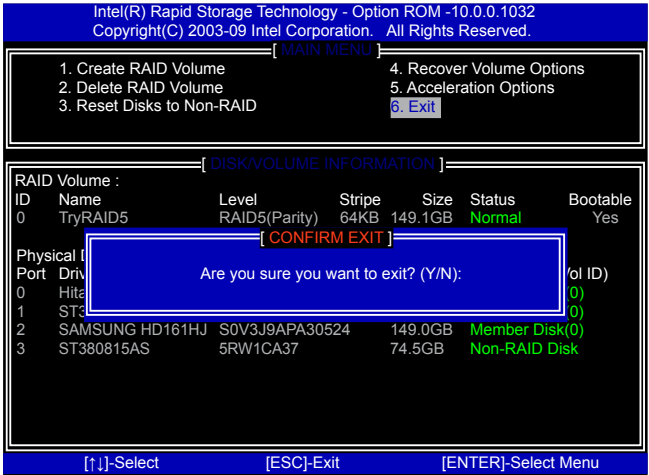 Intel(R) Rapid Storage Technology - Option ROM -10.0.0.1032
Copyright(C) 2003-09 Intel Corporation.   All Rights Reserved.
[ MAIN MENU ]
1. Create RAID Volume
2. Delete RAID Volume
3. Reset Disks to Non-RAID
4. Recover Volume Options
5. Acceleration Options
6. Exit
[ DISK/VOLUME INFORMATION ]
RAID Volume :
ID Name Level Stripe Size Status Bootable
0 TryRAID5 RAID5(Parity) 64KB 149.1GB Normal Yes
[ CONFIRM EXIT ]
Are you sure you want to exit? (Y/N):
Physical
Port Driv Vol ID)
0 Hita (0)
1 ST3 (0)
2 SAMSUNG HD161HJ S0V3J9APA30524 149.0GB Member Disk(0)
3 ST380815AS 5RW1CA37 74.5GB Non-RAID Disk
[↑↓]-Select [ESC]-Exit [ENTER]-Select Menu